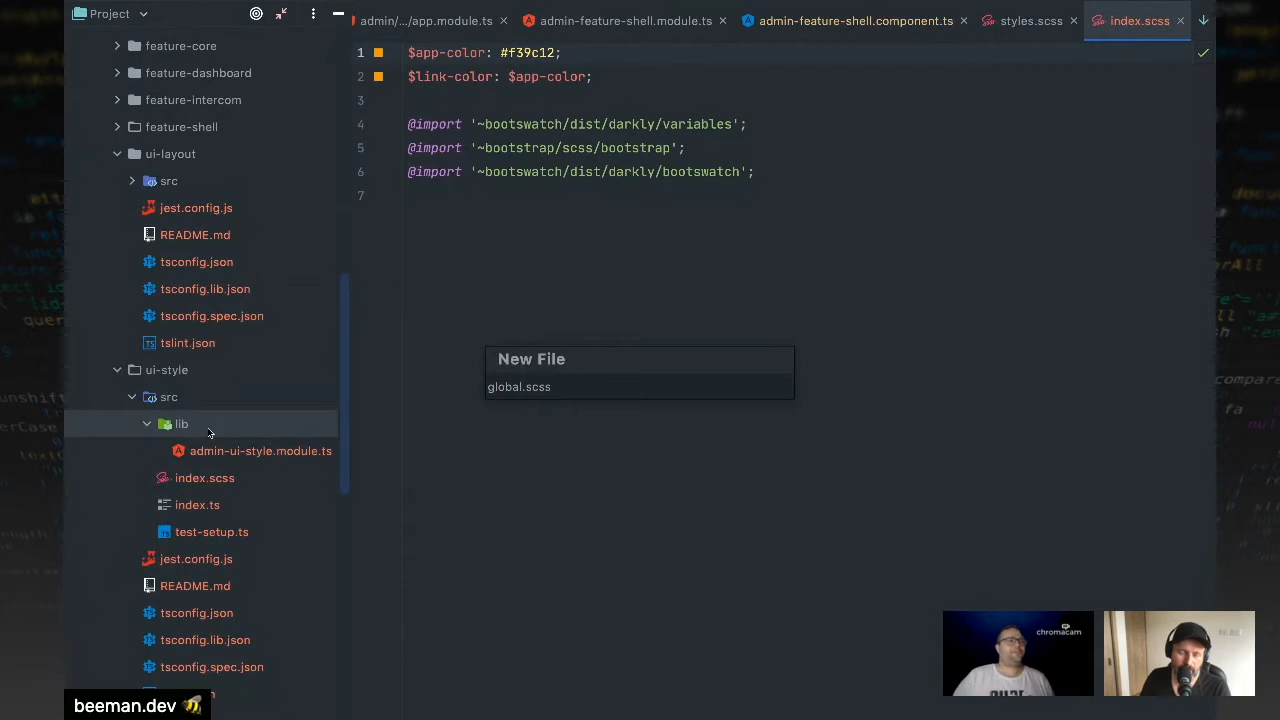 Project
admin/.../app.module.ts
admin-feature-shell.module.ts
admin-feature-shell.component.ts
styles.scss
index.scss
feature-core
feature-dashboard
feature-intercom
feature-shell
ui-layout
src
jest.config.js
README.md
tsconfig.json
tsconfig.lib.json
tsconfig.spec.json
tslint.json
ui-style
src
lib
admin-ui-style.module.ts
index.scss
index.ts
test-setup.ts
jest.config.js
README.md
tsconfig.json
tsconfig.lib.json
tsconfig.spec.json
1 $app-color: #f39c12;
2 $link-color: $app-color;
3
4 @import '~bootswatch/dist/darkly/variables';
5 @import '~bootstrap/scss/bootstrap';
6 @import '~bootswatch/dist/darkly/bootswatch';
7
New File
global.scss
chromacam
beeman.dev